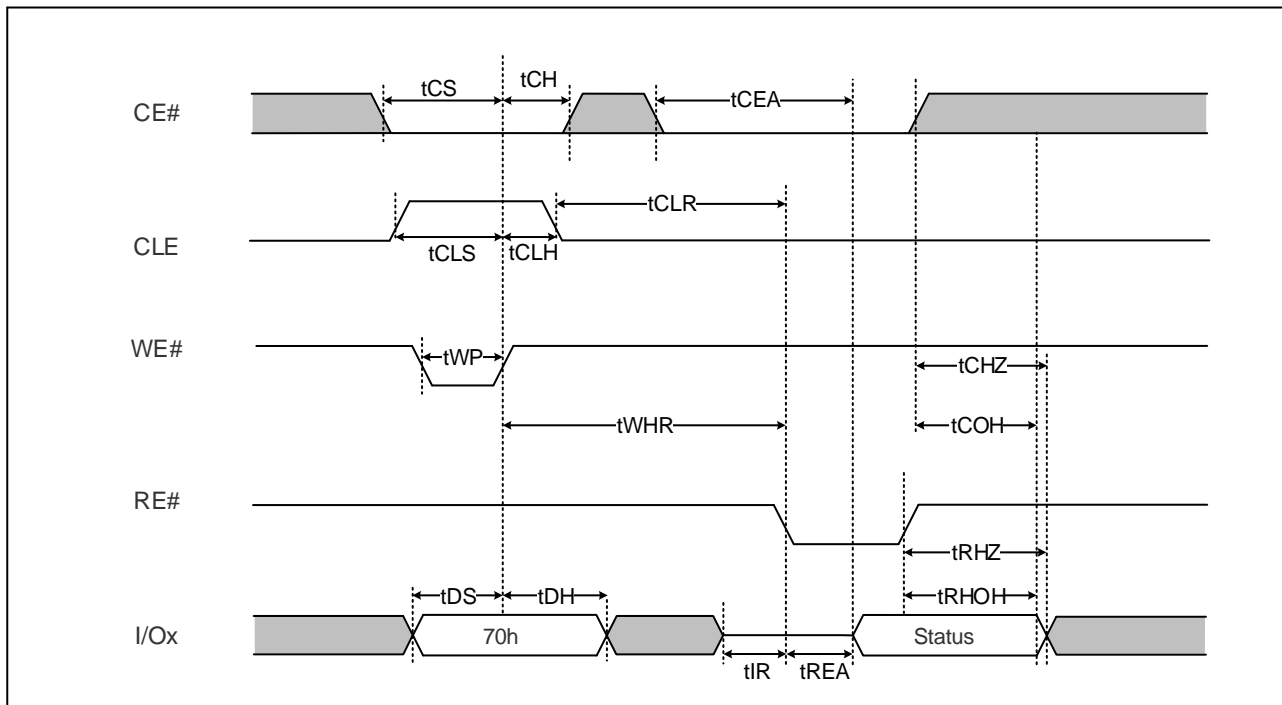 tCS
tCH
tCEA
CE#
tCLR
CLE
tCLS
tCLH
WE#
tWP
tCHZ
tWHR
tCOH
RE#
tRHZ
tDS
tDH
tRHOH
I/Ox
70h
Status
tIR
tREA